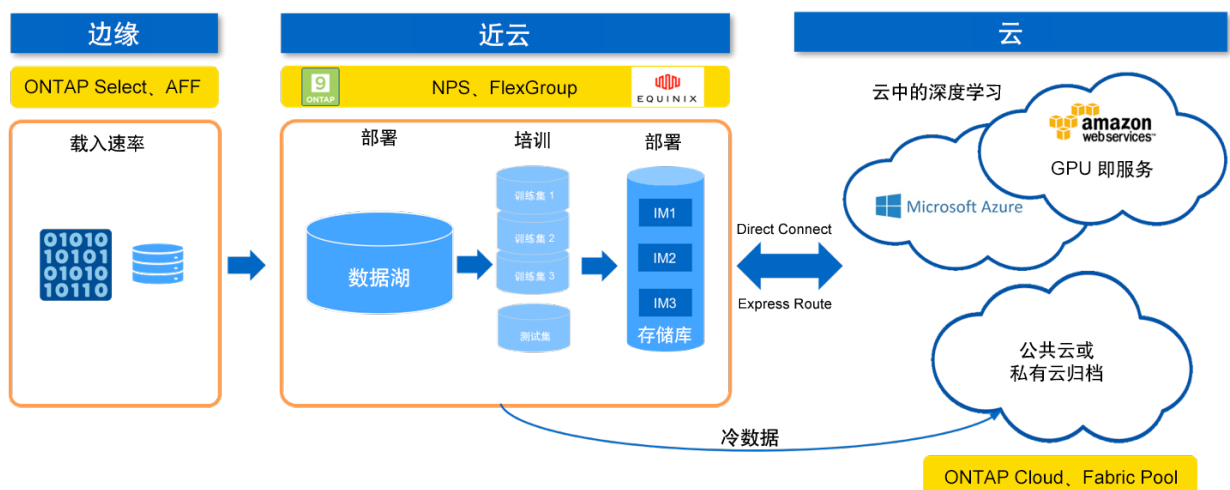 边缘
近云
云
ONTAP Select、AFF
9
ONTAP
NPS、FlexGroup
EQUINIX
载入速率
01010
10101
01010
10110
部署
培训
部署
数据湖
训练集 1
训练集 2
训练集 3
测试集
IM1
IM2
IM3
存储库
Direct Connect
Express Route
云中的深度学习
amazon
web services™
GPU 即服务
Microsoft Azure
公共云或
私有云归档
冷数据
ONTAP Cloud、Fabric Pool